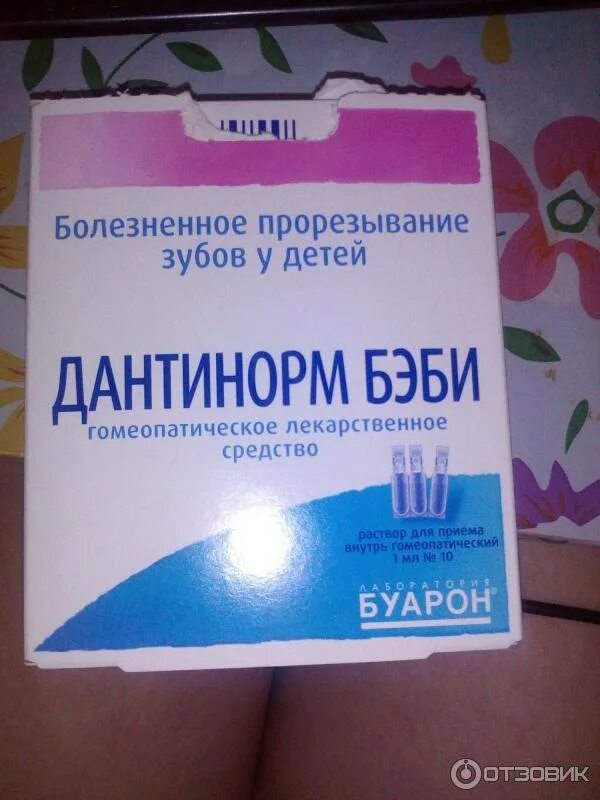 Болезненное прорезывание
зубов у детей
ДАНТИНОРМ БЭБИ
гомеопатическое лекарственное
средство
раствор для приема
внутрь гомеопатический
1 мл № 10
ЛАБОРАТОРИЯ
БУАРОН®
ОТЗОВИК